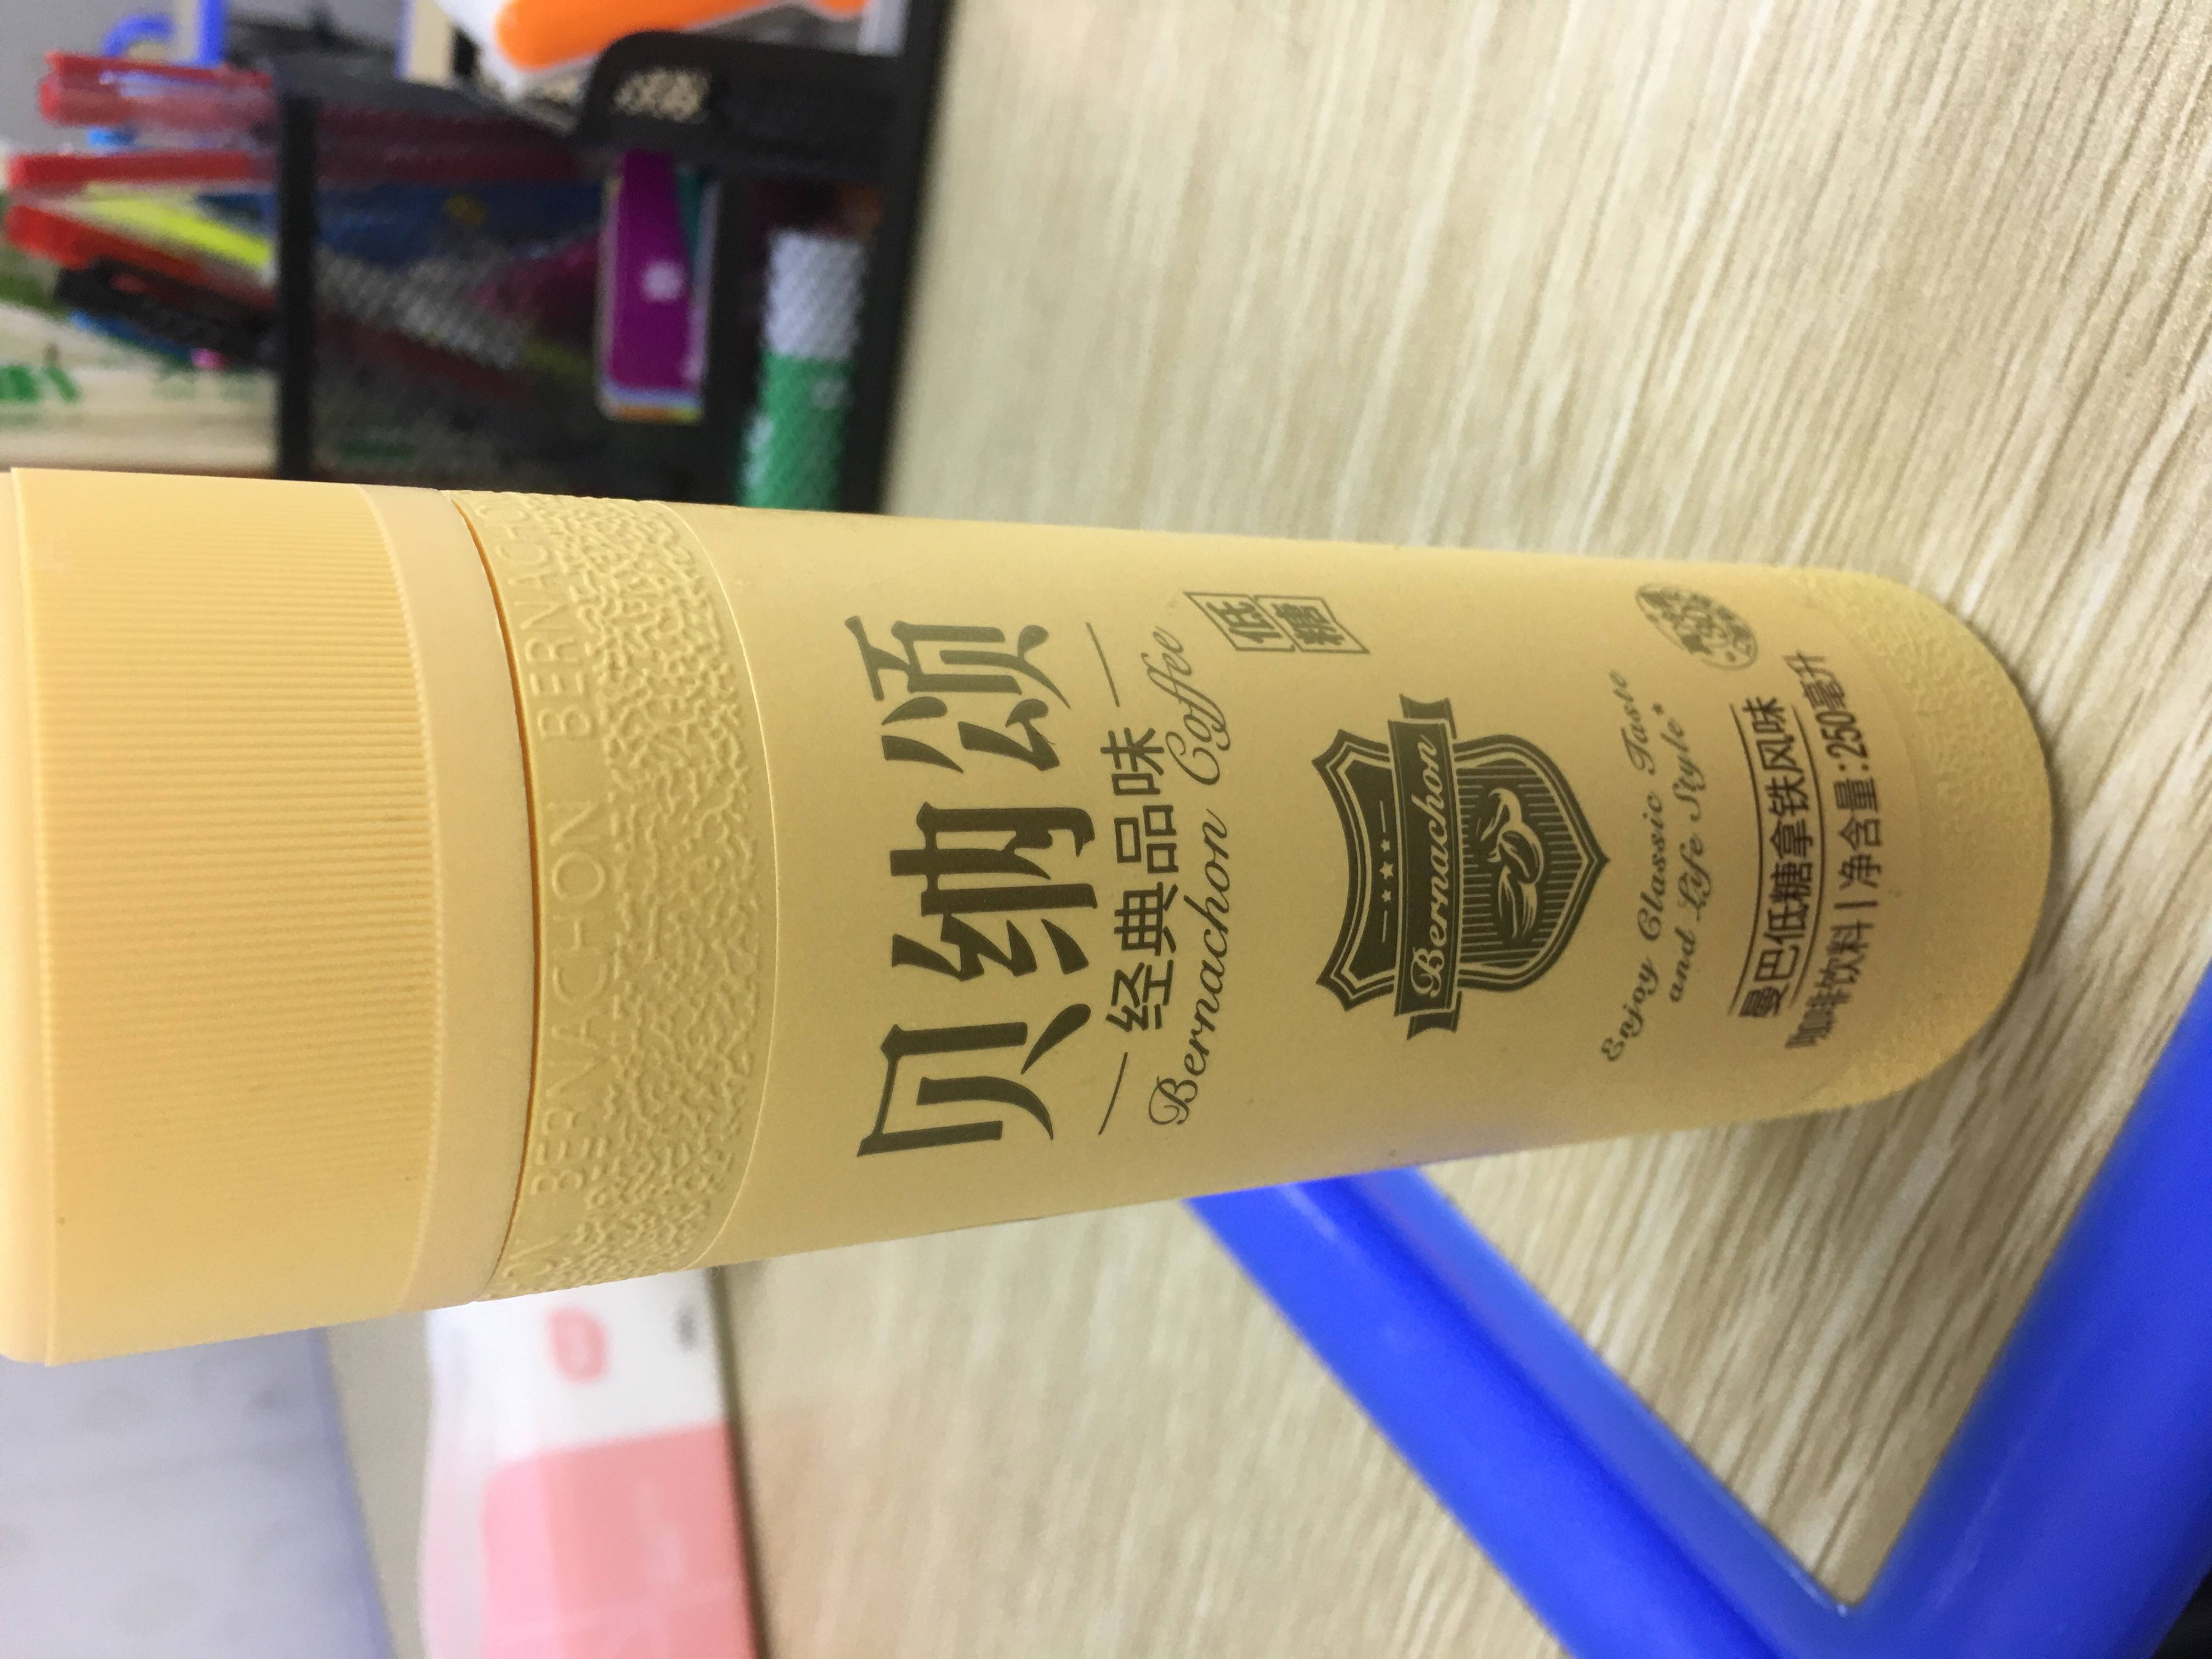 BERNACHON BERNACHON
贝纳颂
经典品味
Bernachon Coffee
低糖
Bernachon
Enjoy Classic Taste
and Life Style*
曼巴低糖拿铁风味
咖啡饮料 | 净含量:250毫升